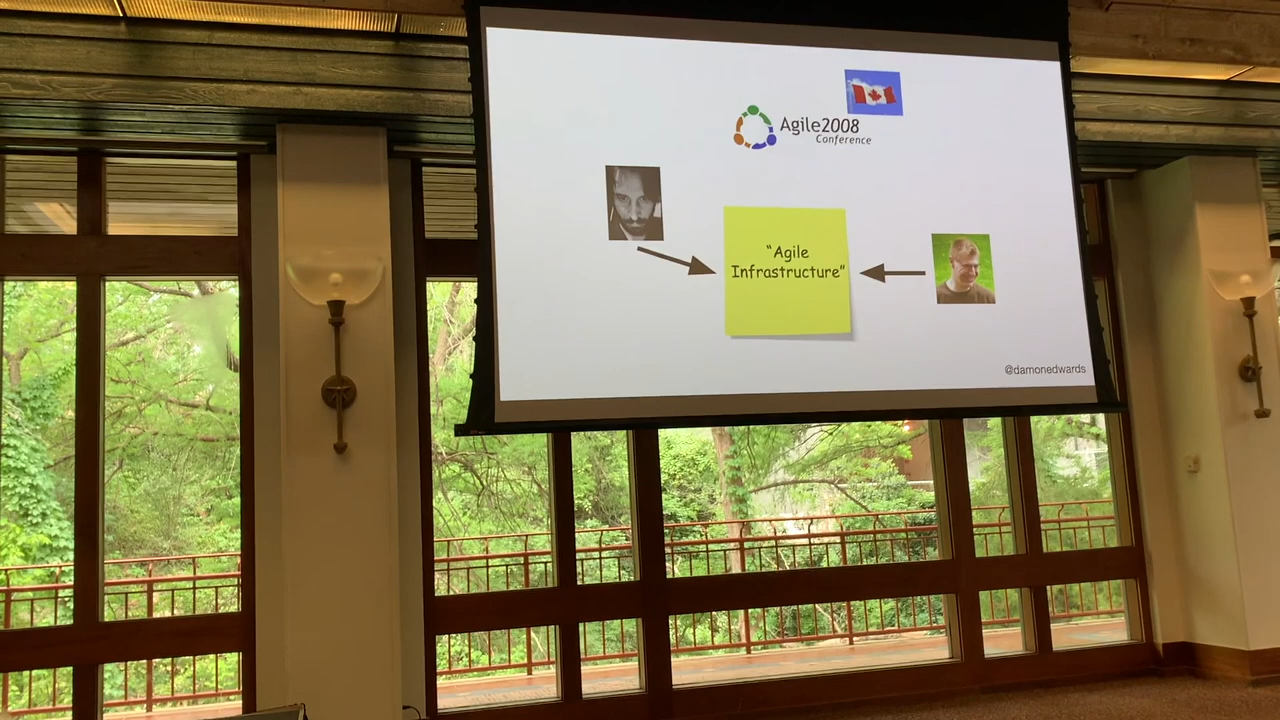 Agile2008
Conference
“Agile
Infrastructure”
@damonedwards